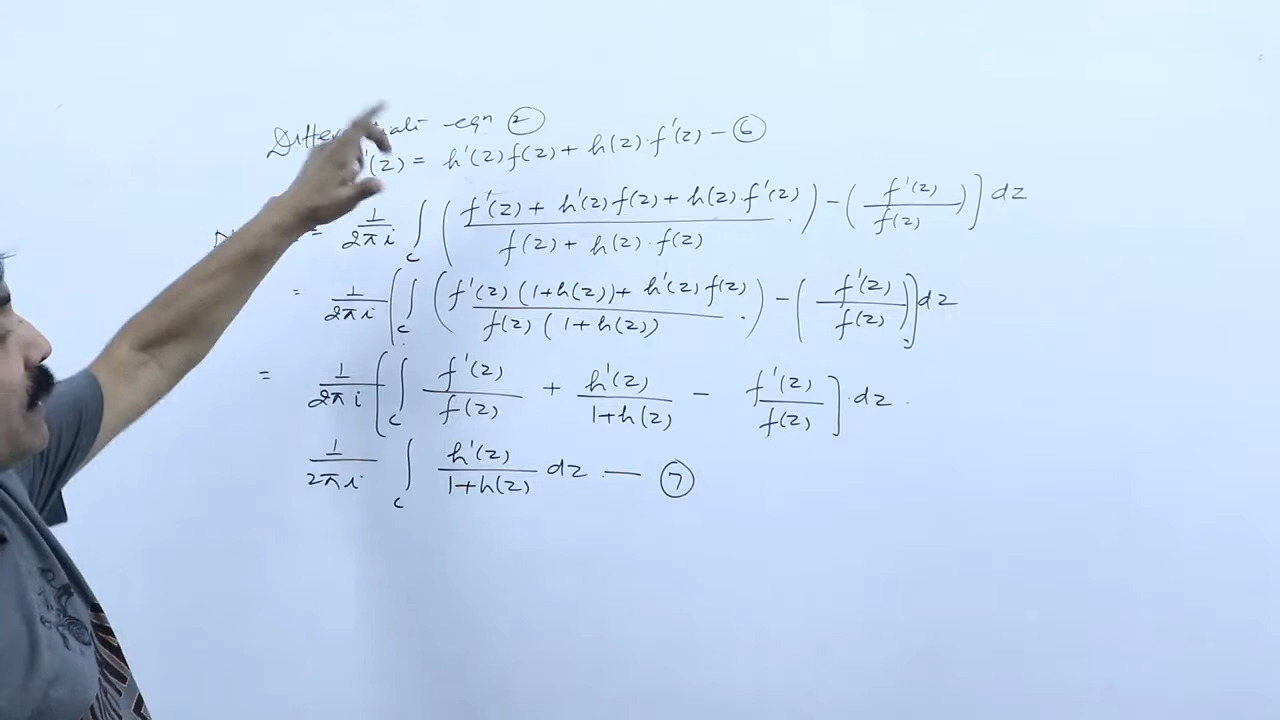 eqn ②
'(z) = h'(z) f(z) + h(z) · f'(z) – ⑥
= 1/2πi ∫c ( f'(z) + h'(z) f(z) + h(z) f'(z) / f(z) + h(z) · f(z) ) – ( f'(z) / f(z) ) ] dz
= 1/2πi [ ∫c ( f'(z) (1+h(z)) + h'(z) f(z) / f(z) (1+h(z)) ) – ( f'(z) / f(z) ) ] dz
= 1/2πi [ ∫c f'(z) / f(z) + h'(z) / 1+h(z) – f'(z) / f(z) ] · dz .
1/2πi ∫c h'(z) / 1+h(z) dz — ⑦